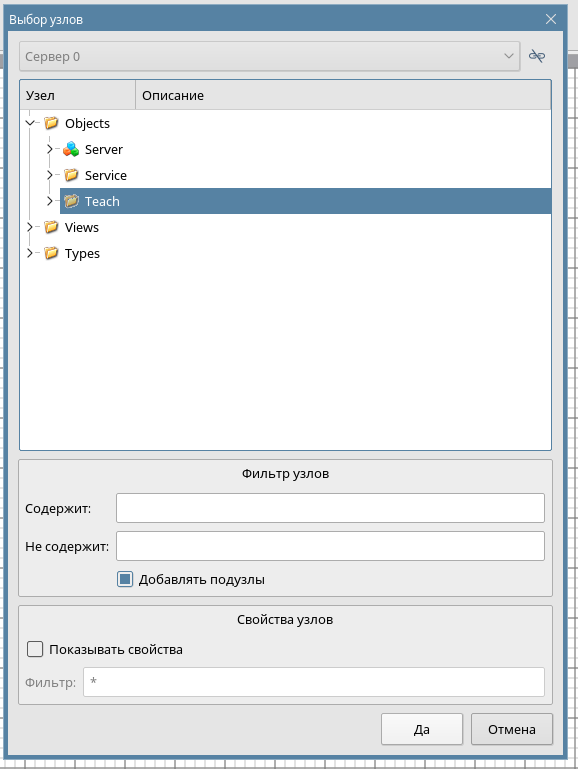 Выбор узлов
Сервер 0
Узел Описание
Objects
Server
Service
Teach
Views
Types
Фильтр узлов
Содержит:
Не содержит:
Добавлять подузлы
Свойства узлов
Показывать свойства
Фильтр: *
Да Отмена